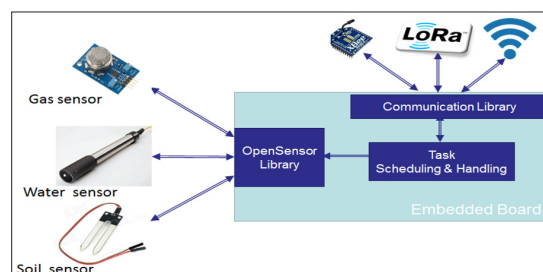 LoRa
Gas sensor
Communication Library
OpenSensor
Library
Task
Scheduling & Handling
Water sensor
Embedded Board
Soil sensor